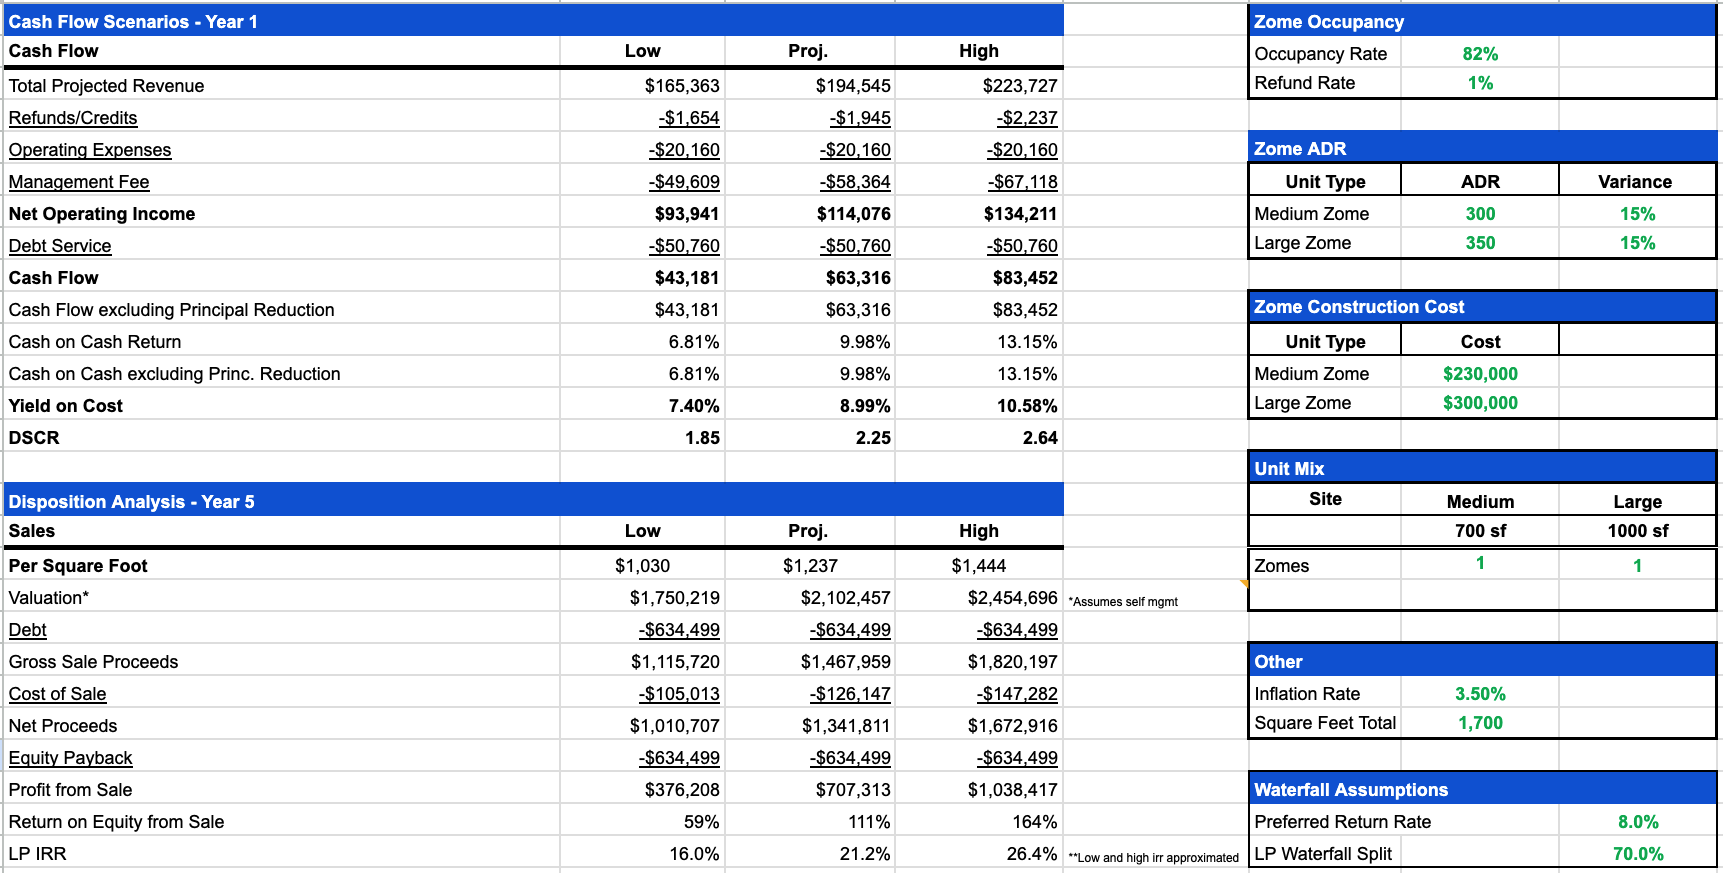 Cash Flow Scenarios - Year 1
Cash Flow Low Proj. High
Total Projected Revenue $165,363 $194,545 $223,727
Refunds/Credits -$1,654 -$1,945 -$2,237
Operating Expenses -$20,160 -$20,160 -$20,160
Management Fee -$49,609 -$58,364 -$67,118
Net Operating Income $93,941 $114,076 $134,211
Debt Service -$50,760 -$50,760 -$50,760
Cash Flow $43,181 $63,316 $83,452
Cash Flow excluding Principal Reduction $43,181 $63,316 $83,452
Cash on Cash Return 6.81% 9.98% 13.15%
Cash on Cash excluding Princ. Reduction 6.81% 9.98% 13.15%
Yield on Cost 7.40% 8.99% 10.58%
DSCR 1.85 2.25 2.64
Disposition Analysis - Year 5
Sales Low Proj. High
Per Square Foot $1,030 $1,237 $1,444
Valuation* $1,750,219 $2,102,457 $2,454,696 *Assumes self mgmt
Debt -$634,499 -$634,499 -$634,499
Gross Sale Proceeds $1,115,720 $1,467,959 $1,820,197
Cost of Sale -$105,013 -$126,147 -$147,282
Net Proceeds $1,010,707 $1,341,811 $1,672,916
Equity Payback -$634,499 -$634,499 -$634,499
Profit from Sale $376,208 $707,313 $1,038,417
Return on Equity from Sale 59% 111% 164%
LP IRR 16.0% 21.2% 26.4% **Low and high irr approximated
Zome Occupancy
Occupancy Rate 82%
Refund Rate 1%
Zome ADR
Unit Type ADR Variance
Medium Zome 300 15%
Large Zome 350 15%
Zome Construction Cost
Unit Type Cost
Medium Zome $230,000
Large Zome $300,000
Unit Mix
Site Medium Large
700 sf 1000 sf
Zomes 1 1
Other
Inflation Rate 3.50%
Square Feet Total 1,700
Waterfall Assumptions
Preferred Return Rate 8.0%
LP Waterfall Split 70.0%